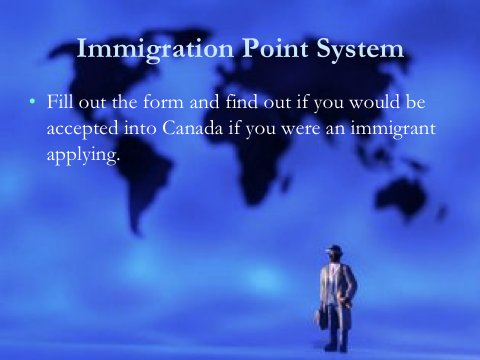 Immigration Point System
• Fill out the form and find out if you would be
accepted into Canada if you were an immigrant
applying.